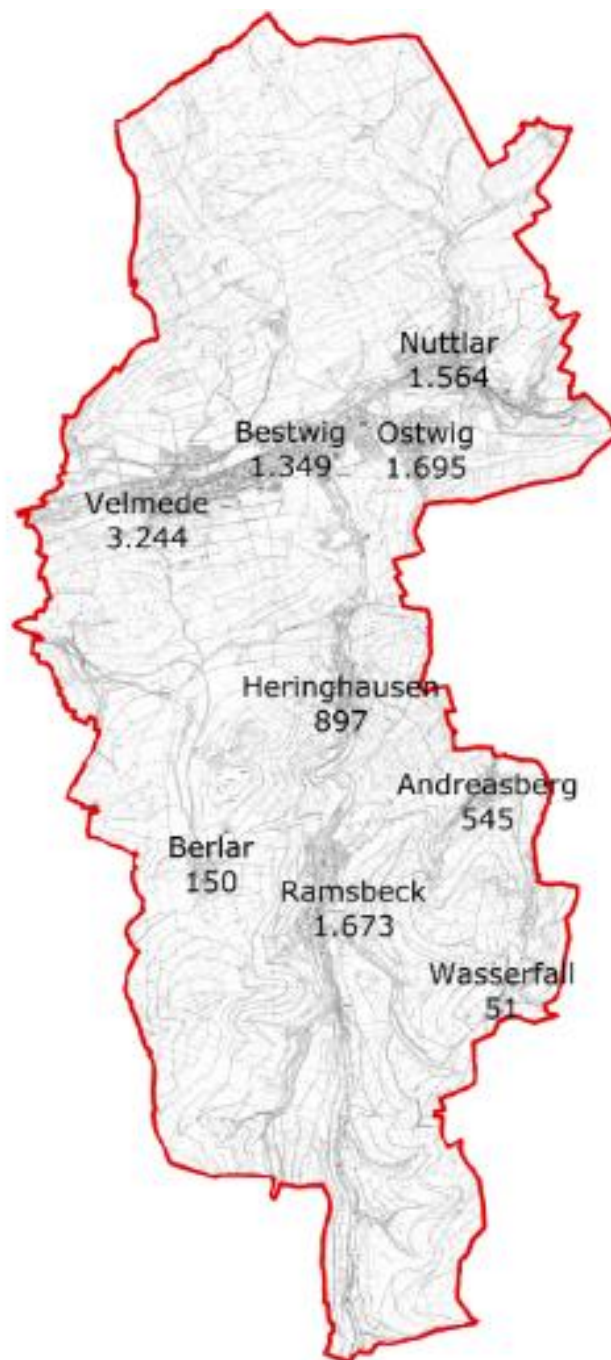 Nuttlar
1.564
Bestwig
1.349
Ostwig
1.695
Velmede
3.244
Heringhausen
897
Andreasberg
545
Berlar
150
Ramsbeck
1.673
Wasserfall
51